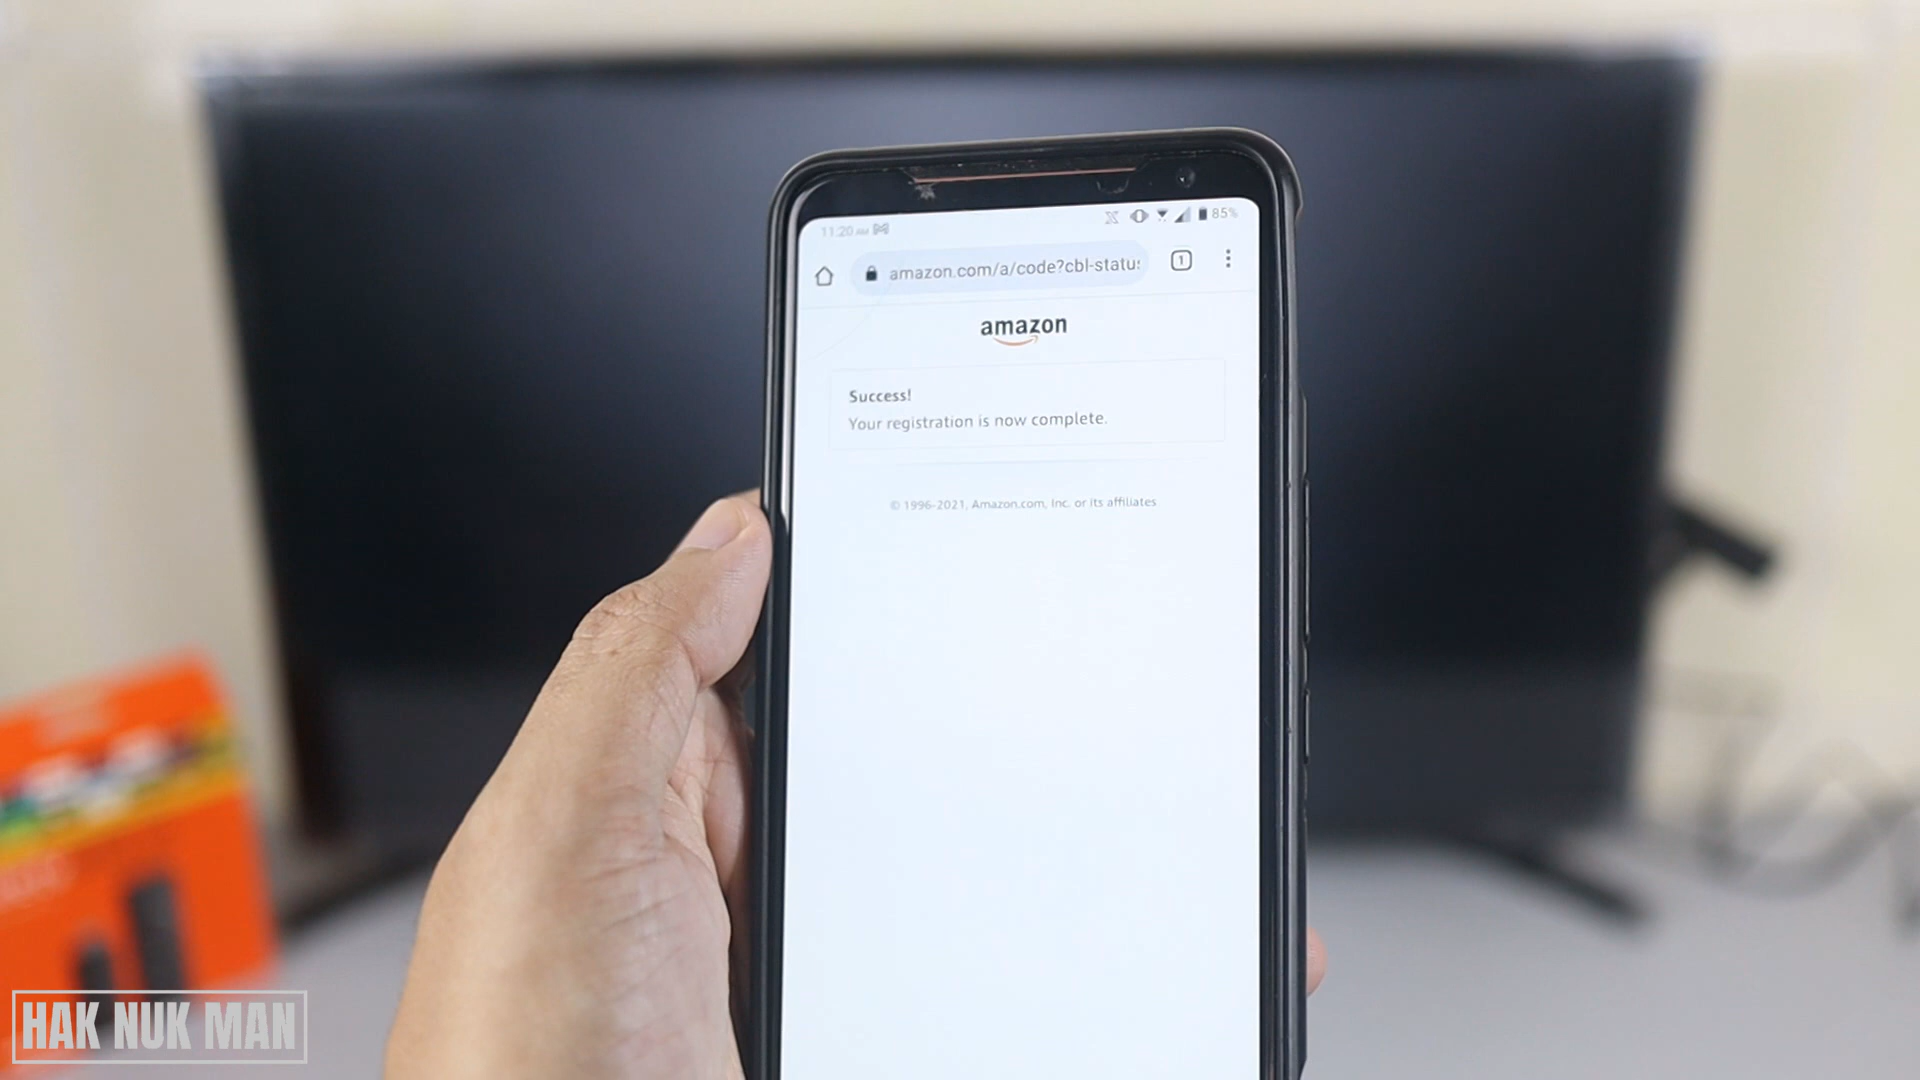 11:20 AM
85%
amazon.com/a/code?cbl-status
1
amazon
Success!
Your registration is now complete.
© 1996-2021, Amazon.com, Inc. or its affiliates
HAK NUK MAN